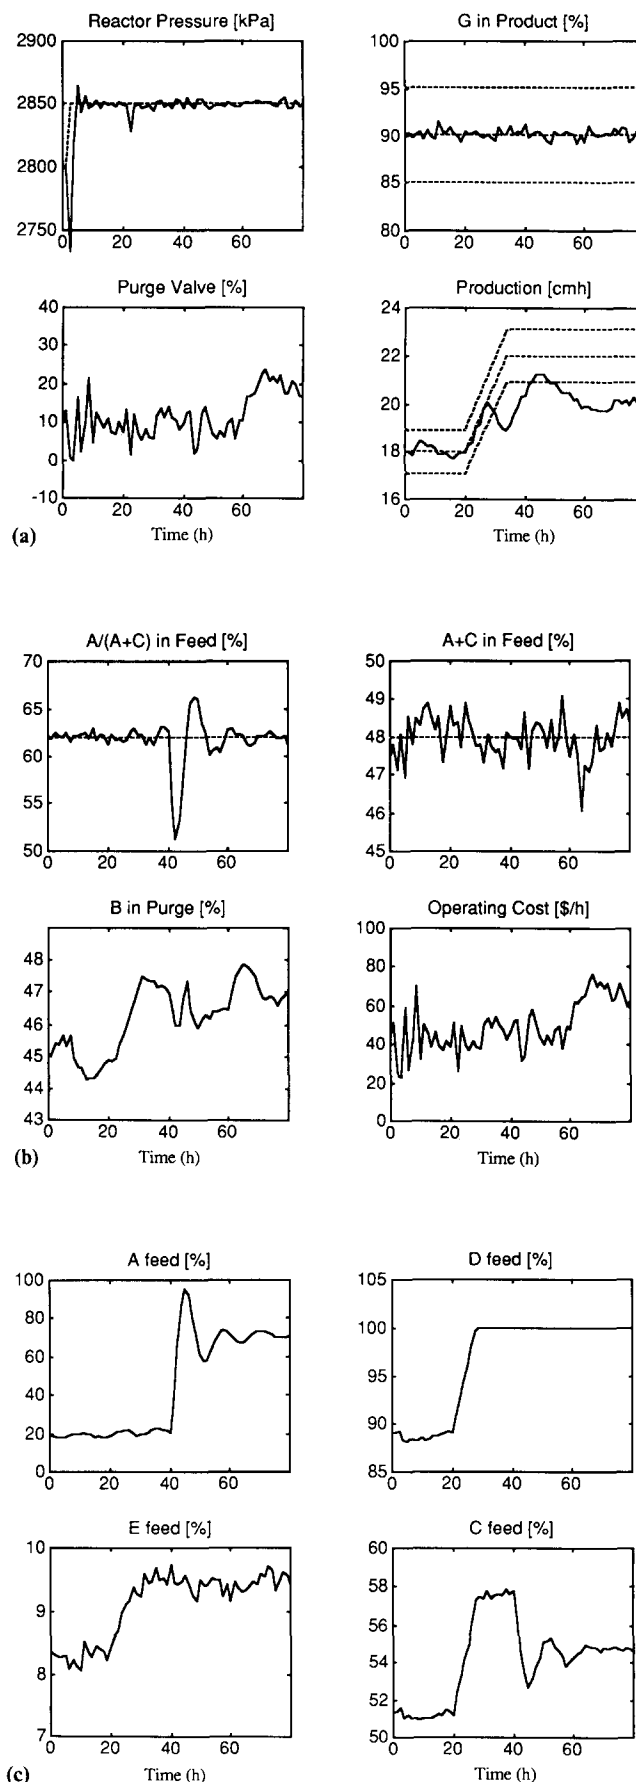 Reactor Pressure [kPa]
G in Product [%]
2900
2850
2800
2750
0 20 40 60
100
95
90
85
80
0 20 40 60
Purge Valve [%]
Production [cmh]
40
30
20
10
0
-10
0 20 40 60
24
23
22
20
18
16
0 20 40 60
(a)
Time (h)
Time (h)
A/(A+C) in Feed [%]
A+C in Feed [%]
70
65
62
60
55
50
0 20 40 60
50
49
48
47
46
45
0 20 40 60
B in Purge [%]
Operating Cost [$/h]
48
47
46
45
44
43
0 20 40 60
100
80
60
40
20
0
0 20 40 60
(b)
Time (h)
Time (h)
A feed [%]
D feed [%]
100
80
60
40
20
0
0 20 40 60
105
100
95
90
85
0 20 40 60
E feed [%]
C feed [%]
10
9
8
7
0 20 40 60
60
58
54
51
50
0 20 40 60
(c)
Time (h)
Time (h)